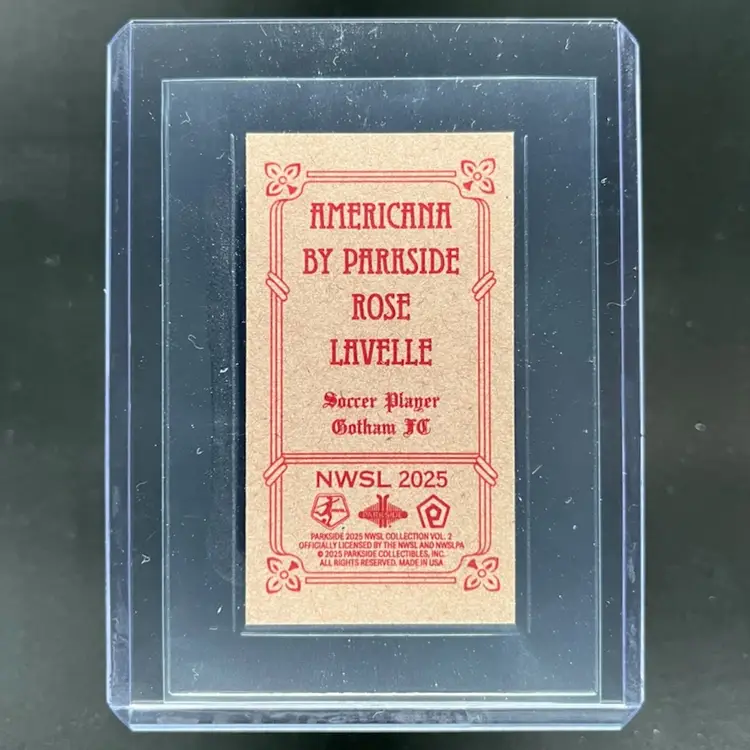 AMERICANA
BY PARKSIDE
ROSE
LAVELLE
Soccer Player
Gotham FC
NWSL 2025
PARKSIDE
PARKSIDE 2025 NWSL COLLECTION VOL. 2
OFFICIALLY LICENSED BY THE NWSL AND NWSLPA
© 2025 PARKSIDE COLLECTIBLES, INC.
ALL RIGHTS RESERVED. MADE IN USA